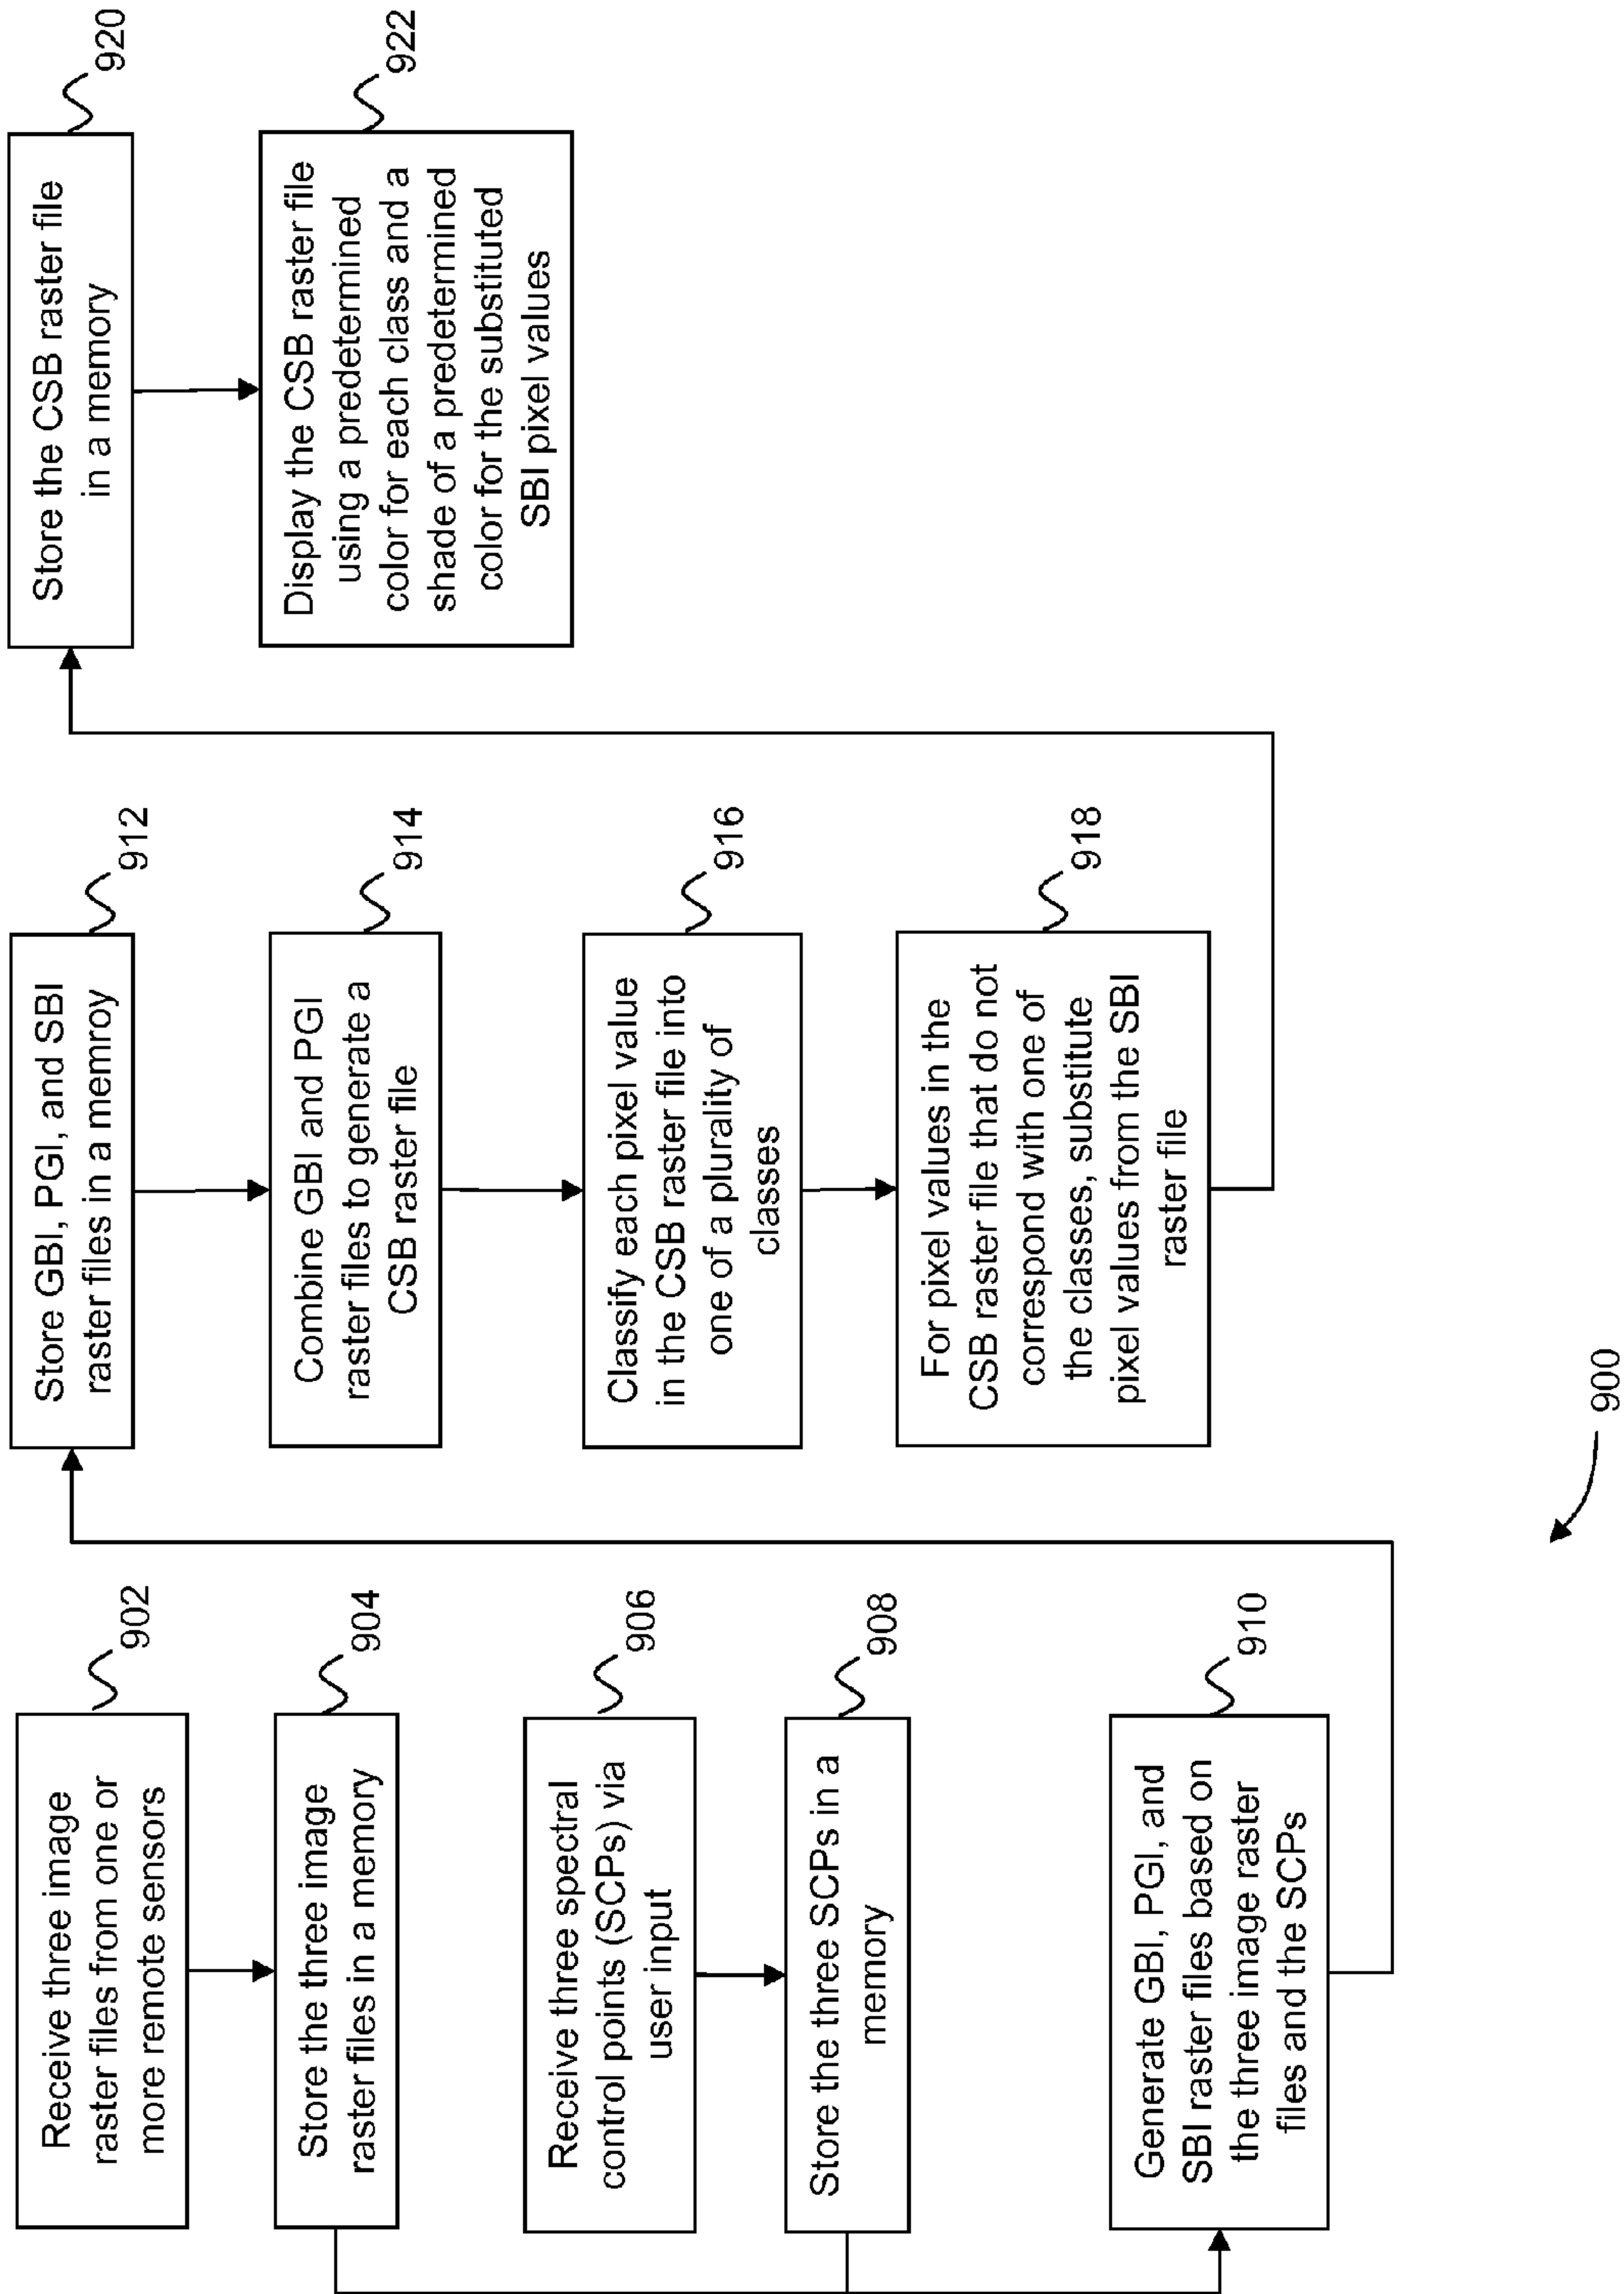 Receive three image
raster files from one or
more remote sensors
902
Store the three image
raster files in a memory
904
Receive three spectral
control points (SCPs) via
user input
906
Store the three SCPs in a
memory
908
Generate GBI, PGI, and
SBI raster files based on
the three image raster
files and the SCPs
910
Store GBI, PGI, and SBI
raster files in a memroy
912
Combine GBI and PGI
raster files to generate a
CSB raster file
914
Classify each pixel value
in the CSB raster file into
one of a plurality of
classes
916
For pixel values in the
CSB raster file that do not
correspond with one of
the classes, substitute
pixel values from the SBI
raster file
918
Store the CSB raster file
in a memory
920
Display the CSB raster file
using a predetermined
color for each class and a
shade of a predetermined
color for the substituted
SBI pixel values
922
900